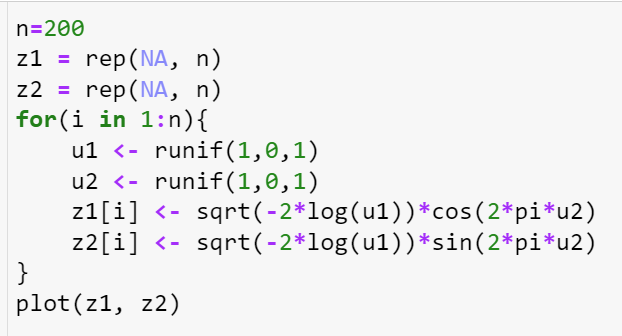 n=200
z1 = rep(NA, n)
z2 = rep(NA, n)
for(i in 1:n){
    u1 <- runif(1,0,1)
    u2 <- runif(1,0,1)
    z1[i] <- sqrt(-2*log(u1))*cos(2*pi*u2)
    z2[i] <- sqrt(-2*log(u1))*sin(2*pi*u2)
}
plot(z1, z2)